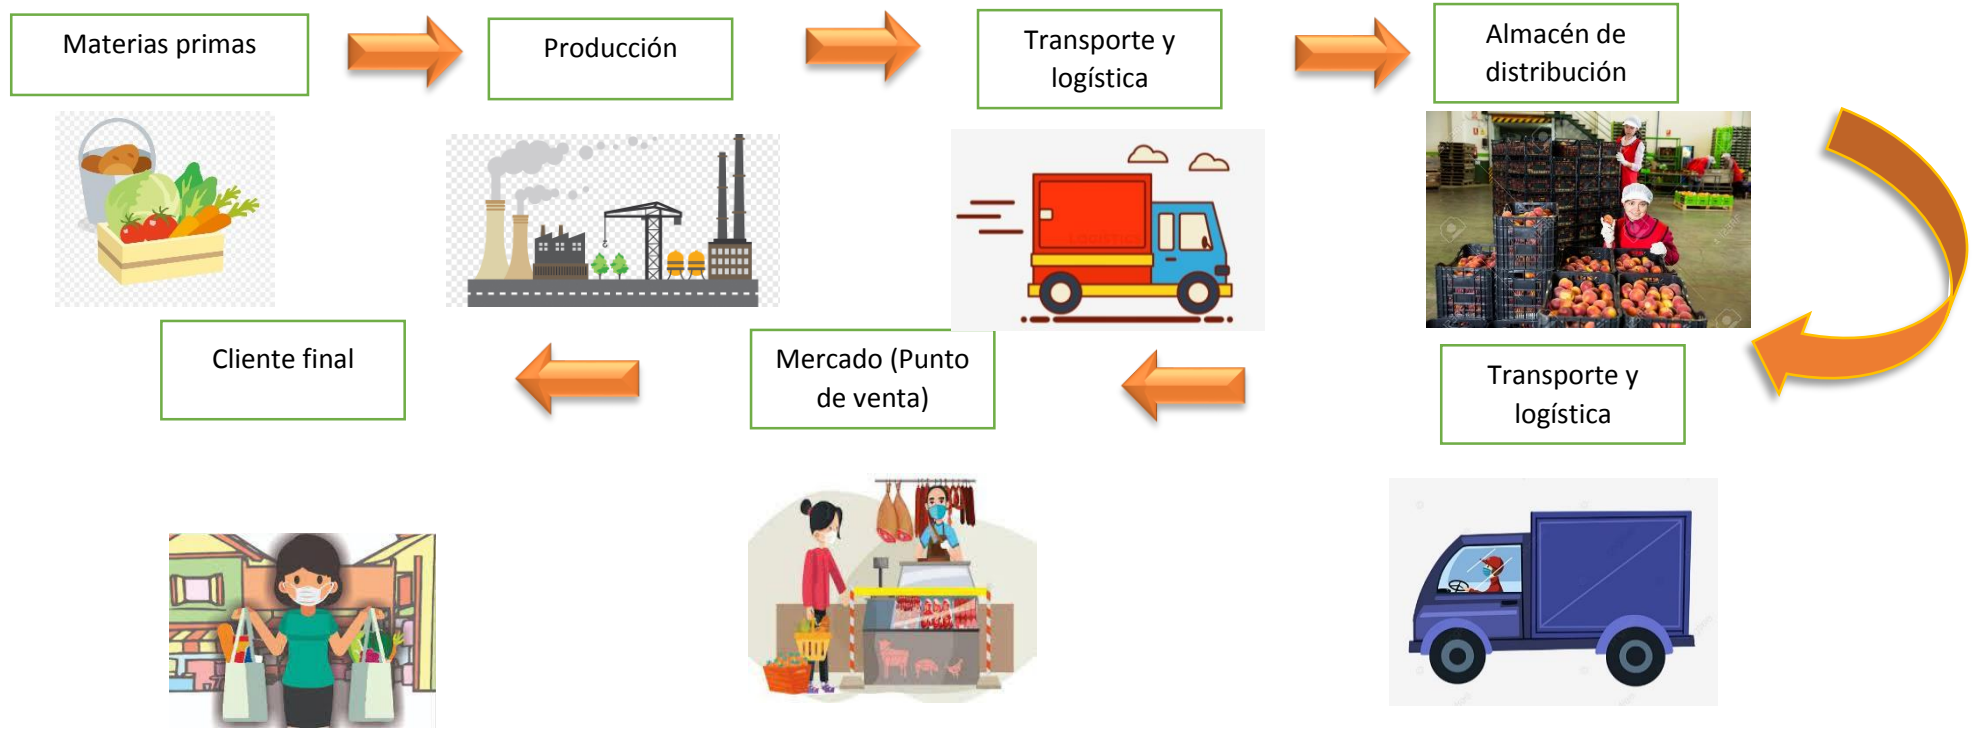 Materias primas
Producción
Transporte y
logística
Almacén de
distribución
Transporte y
logística
Mercado (Punto
de venta)
Cliente final